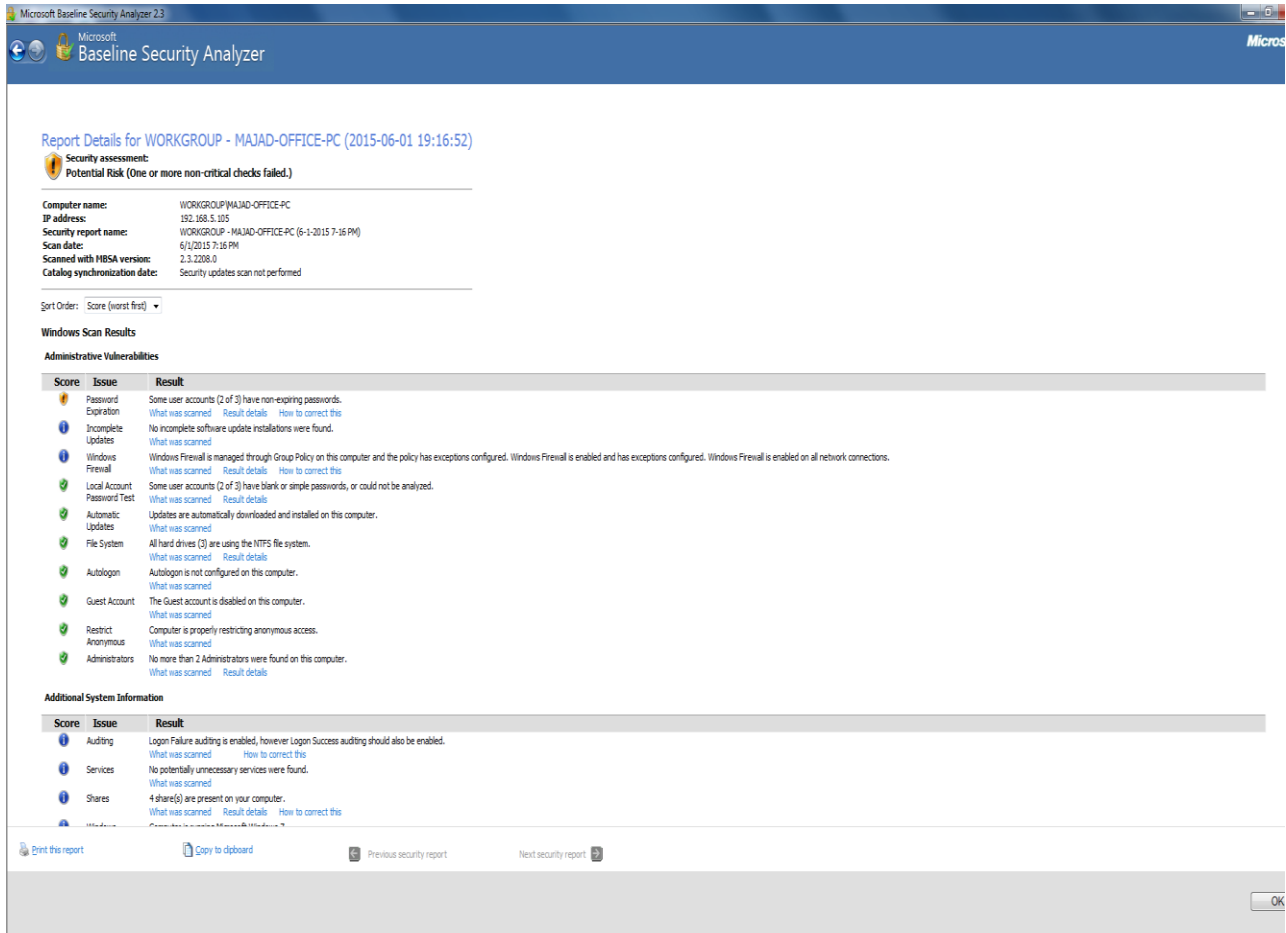 Microsoft Baseline Security Analyzer 2.3
Microsoft
Baseline Security Analyzer
Micros
Report Details for WORKGROUP - MAJAD-OFFICE-PC (2015-06-01 19:16:52)
Security assessment:
Potential Risk (One or more non-critical checks failed.)
Computer name: WORKGROUP\MAJAD-OFFICE-PC
IP address: 192.168.5.105
Security report name: WORKGROUP - MAJAD-OFFICE-PC (6-1-2015 7-16 PM)
Scan date: 6/1/2015 7:16 PM
Scanned with MBSA version: 2.3.2208.0
Catalog synchronization date: Security updates scan not performed
Sort Order: Score (worst first)
Windows Scan Results
Administrative Vulnerabilities
Score Issue Result
Password Expiration Some user accounts (2 of 3) have non-expiring passwords.
What was scanned Result details How to correct this
Incomplete Updates No incomplete software update installations were found.
What was scanned
Windows Firewall Windows Firewall is managed through Group Policy on this computer and the policy has exceptions configured. Windows Firewall is enabled and has exceptions configured. Windows Firewall is enabled on all network connections.
What was scanned Result details How to correct this
Local Account Password Test Some user accounts (2 of 3) have blank or simple passwords, or could not be analyzed.
What was scanned Result details
Automatic Updates Updates are automatically downloaded and installed on this computer.
What was scanned
File System All hard drives (3) are using the NTFS file system.
What was scanned Result details
Autologon Autologon is not configured on this computer.
What was scanned
Guest Account The Guest account is disabled on this computer.
What was scanned
Restrict Anonymous Computer is properly restricting anonymous access.
What was scanned
Administrators No more than 2 Administrators were found on this computer.
What was scanned Result details
Additional System Information
Score Issue Result
Auditing Logon Failure auditing is enabled, however Logon Success auditing should also be enabled.
What was scanned How to correct this
Services No potentially unnecessary services were found.
What was scanned
Shares 4 share(s) are present on your computer.
What was scanned Result details How to correct this
Windows Computer is running Microsoft Windows 7.
Print this report Copy to clipboard Previous security report Next security report
OK